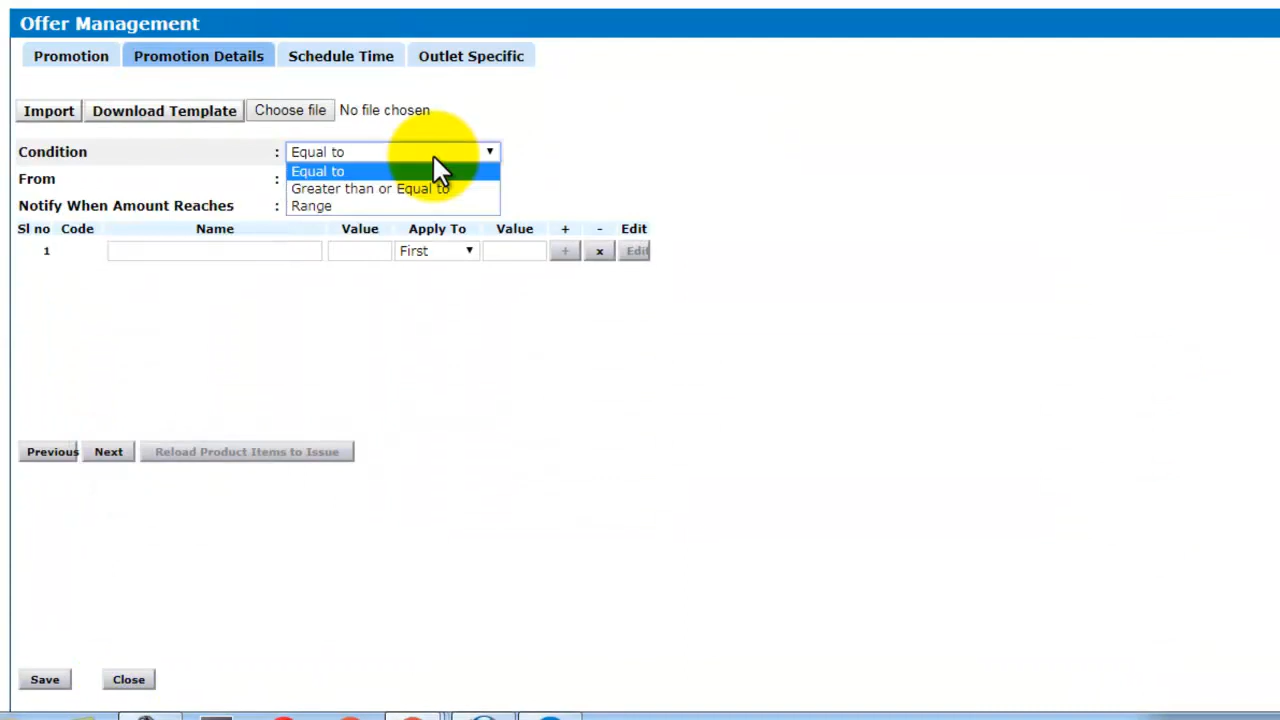 Offer Management
Promotion Promotion Details Schedule Time Outlet Specific
Import Download Template Choose file No file chosen
Condition : Equal to
Equal to
From :
Greater than or Equal to
Notify When Amount Reaches :
Range
Sl no Code Name Value Apply To Value + - Edit
1 First + x Edit
Previous Next Reload Product Items to Issue
Save Close